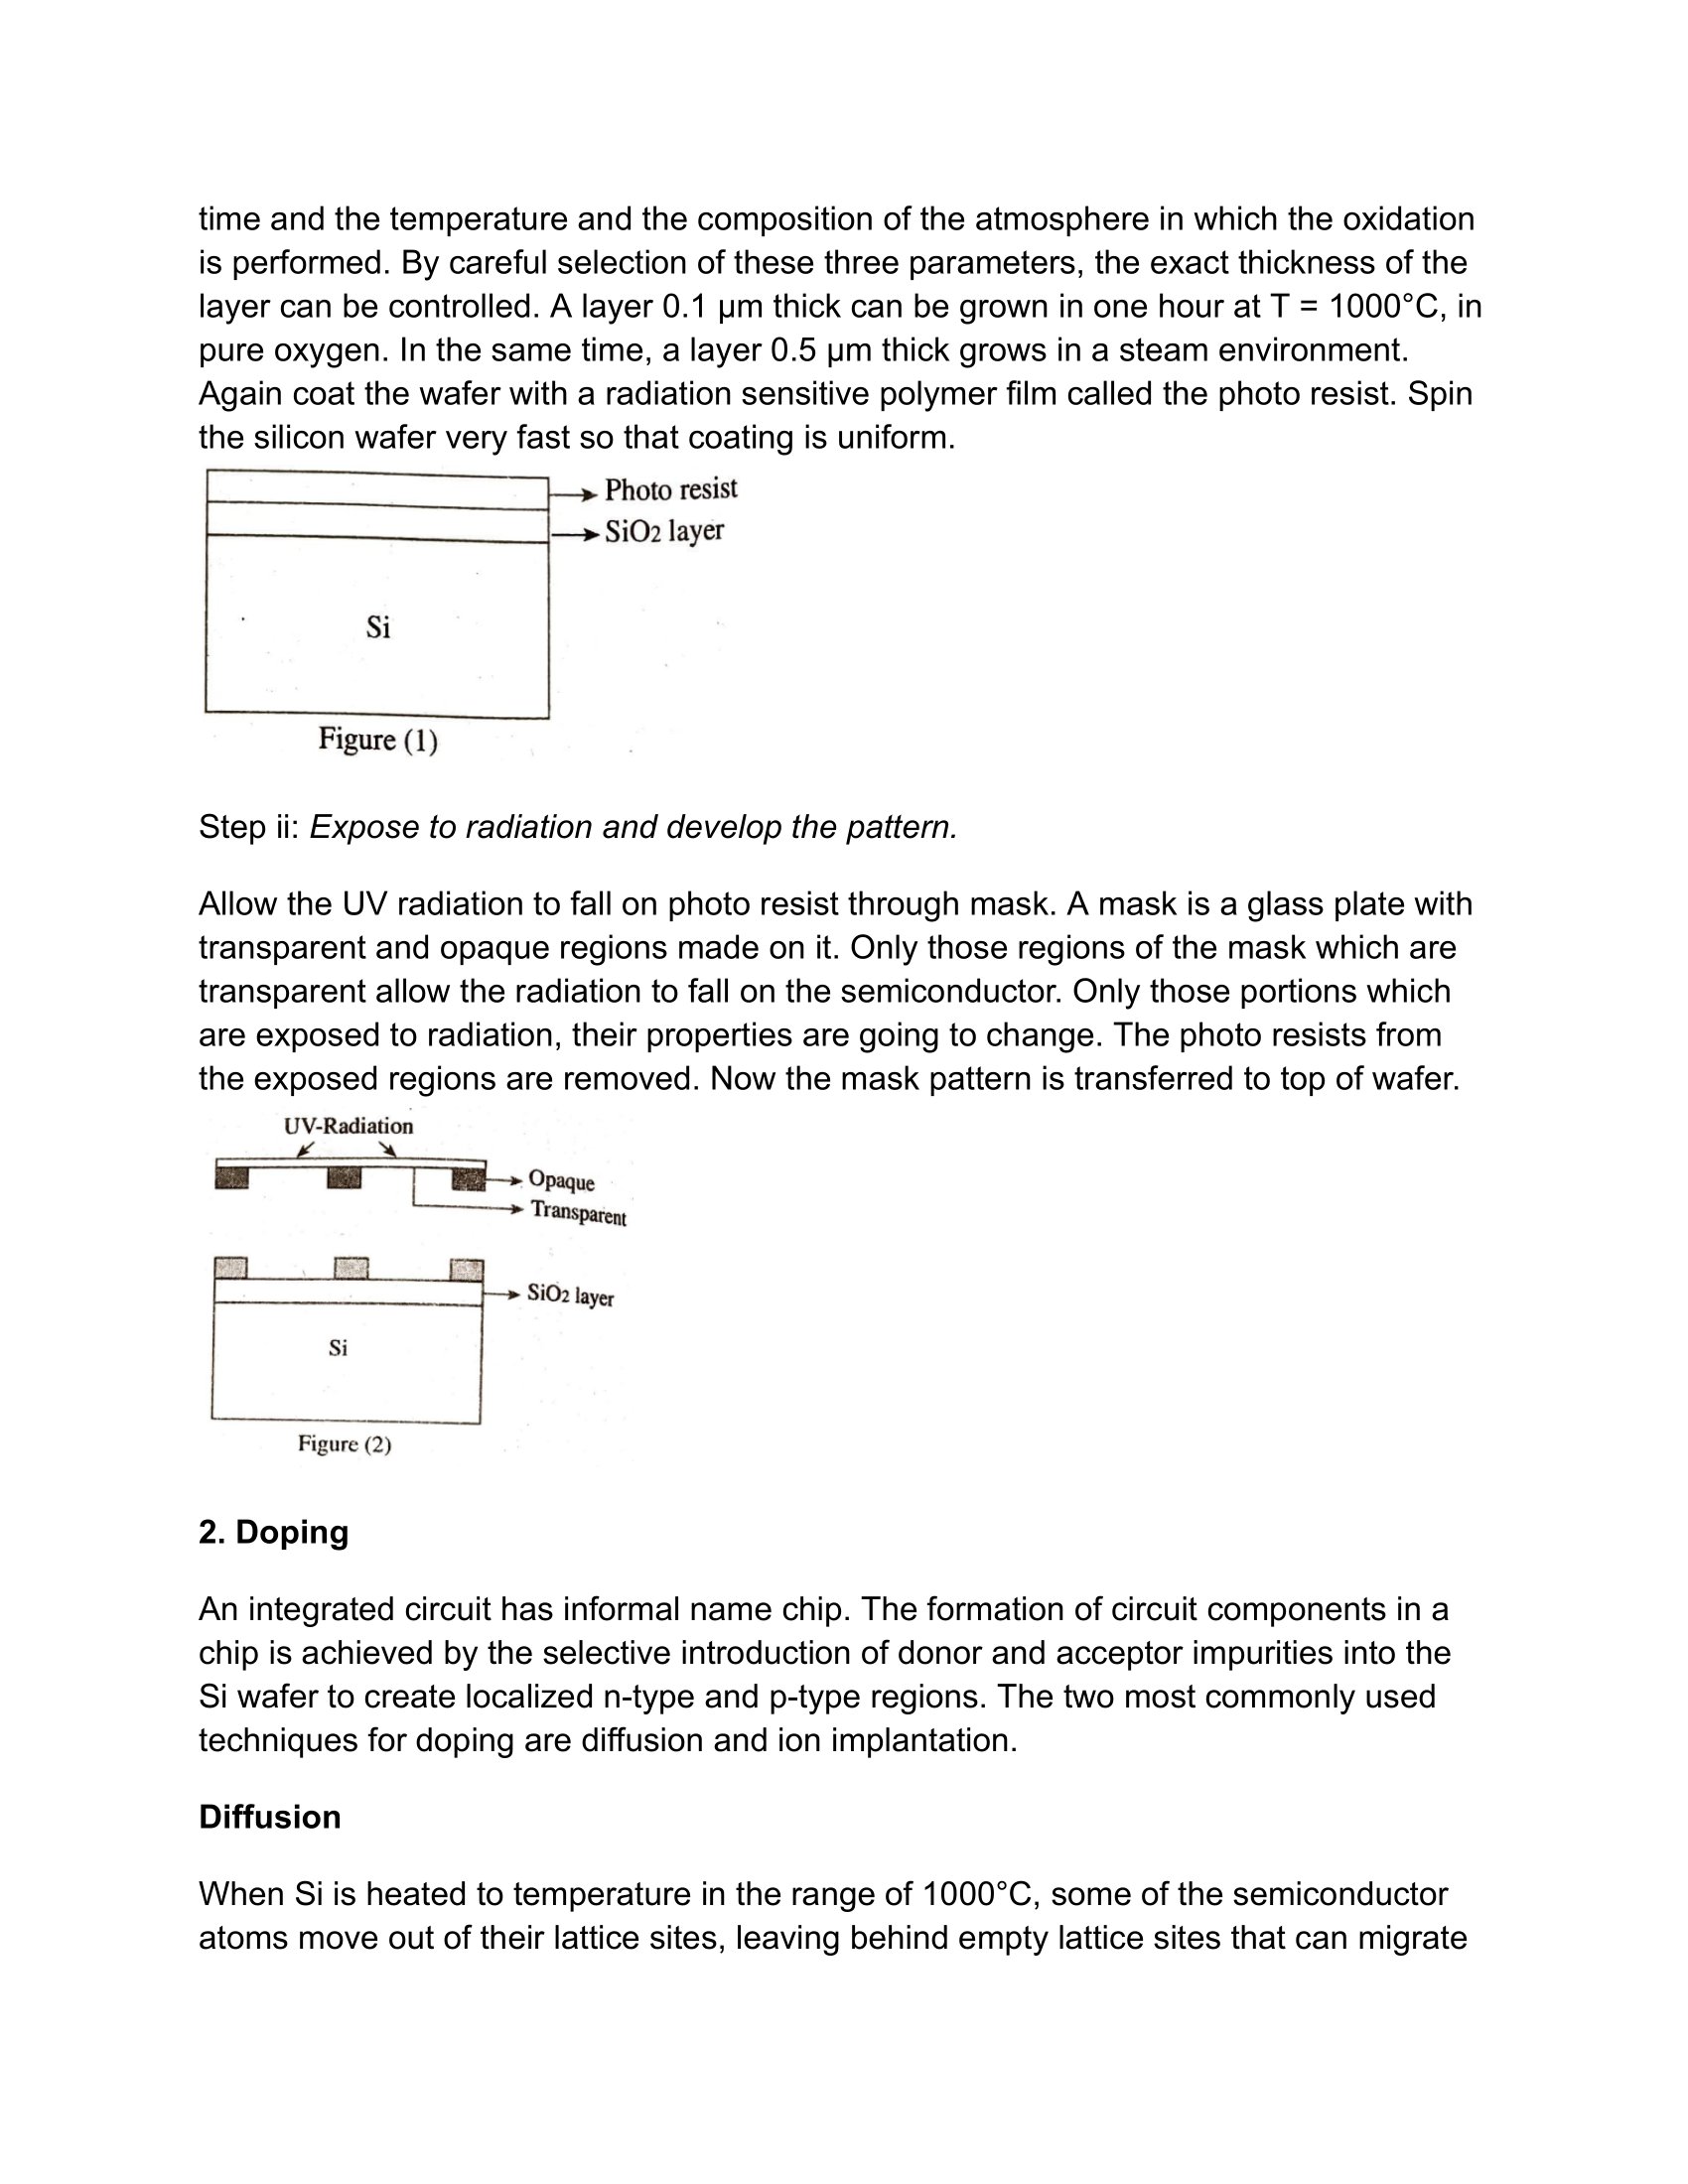 time and the temperature and the composition of the atmosphere in which the oxidation
is performed. By careful selection of these three parameters, the exact thickness of the
layer can be controlled. A layer 0.1 μm thick can be grown in one hour at T = 1000°C, in
pure oxygen. In the same time, a layer 0.5 μm thick grows in a steam environment.
Again coat the wafer with a radiation sensitive polymer film called the photo resist. Spin
the silicon wafer very fast so that coating is uniform.
Photo resist
SiO2 layer
Si
Figure (1)
Step ii: Expose to radiation and develop the pattern.
Allow the UV radiation to fall on photo resist through mask. A mask is a glass plate with
transparent and opaque regions made on it. Only those regions of the mask which are
transparent allow the radiation to fall on the semiconductor. Only those portions which
are exposed to radiation, their properties are going to change. The photo resists from
the exposed regions are removed. Now the mask pattern is transferred to top of wafer.
UV-Radiation
Opaque
Transparent
SiO2 layer
Si
Figure (2)
2. Doping
An integrated circuit has informal name chip. The formation of circuit components in a
chip is achieved by the selective introduction of donor and acceptor impurities into the
Si wafer to create localized n-type and p-type regions. The two most commonly used
techniques for doping are diffusion and ion implantation.
Diffusion
When Si is heated to temperature in the range of 1000°C, some of the semiconductor
atoms move out of their lattice sites, leaving behind empty lattice sites that can migrate